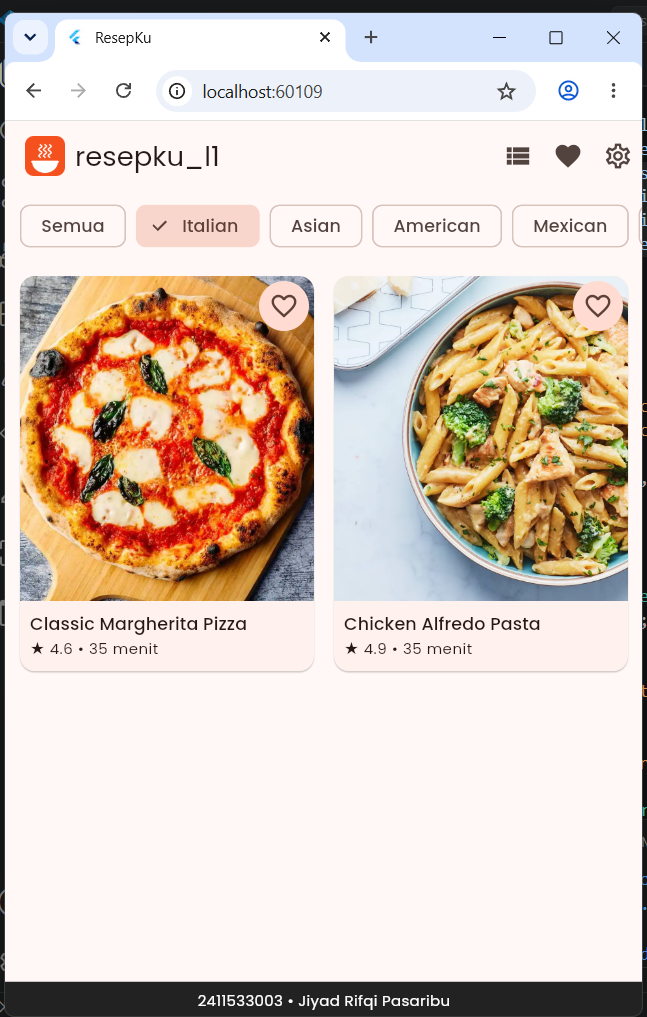 ResepKu
localhost:60109
resepku_l1
Semua
Italian
Asian
American
Mexican
Classic Margherita Pizza
★ 4.6 • 35 menit
Chicken Alfredo Pasta
★ 4.9 • 35 menit
2411533003 • Jiyad Rifqi Pasaribu